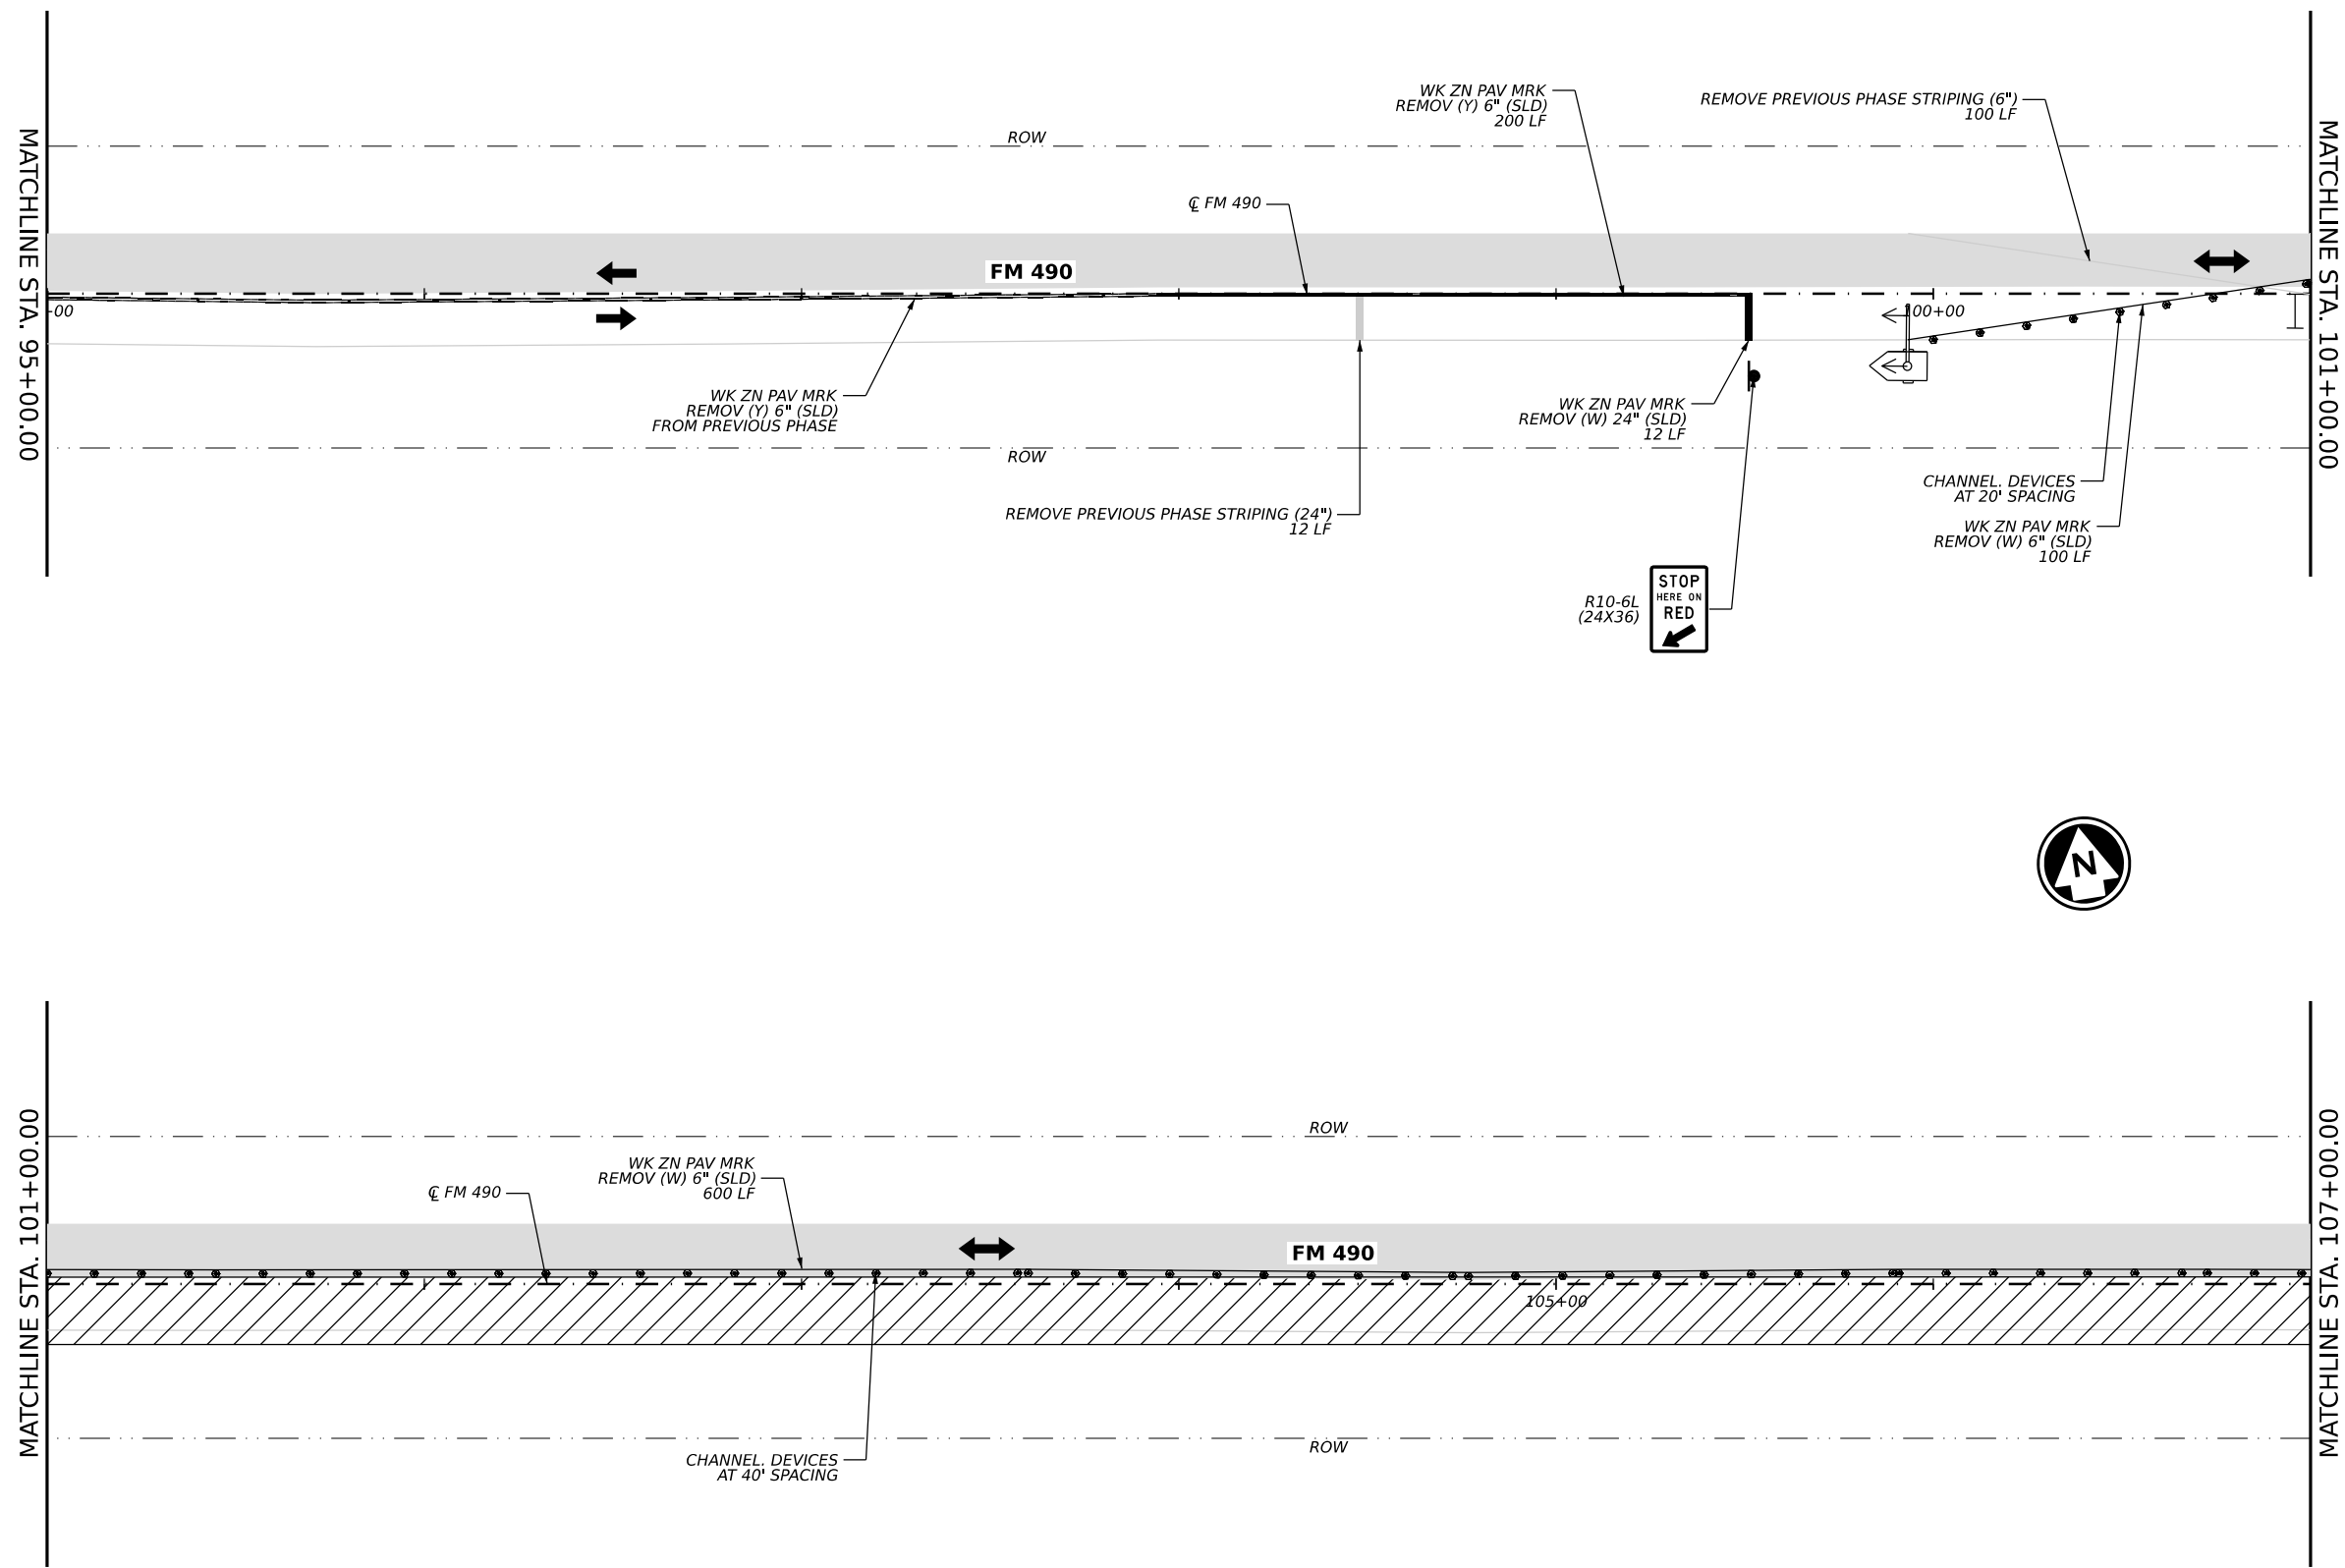 MATCHLINE STA. 95+00.00
WK ZN PAV MRK
REMOV (Y) 6" (SLD)
200 LF
REMOVE PREVIOUS PHASE STRIPING (6")
100 LF
MATCHLINE STA. 101+00.00
ROW
℄ FM 490
FM 490
-00
100+00
WK ZN PAV MRK
REMOV (Y) 6" (SLD)
FROM PREVIOUS PHASE
WK ZN PAV MRK
REMOV (W) 24" (SLD)
12 LF
ROW
CHANNEL. DEVICES
AT 20' SPACING
REMOVE PREVIOUS PHASE STRIPING (24")
12 LF
WK ZN PAV MRK
REMOV (W) 6" (SLD)
100 LF
R10-6L
(24X36)
STOP
HERE ON
RED
N
MATCHLINE STA. 101+00.00
ROW
WK ZN PAV MRK
REMOV (W) 6" (SLD)
600 LF
℄ FM 490
FM 490
105+00
MATCHLINE STA. 107+00.00
ROW
CHANNEL. DEVICES
AT 40' SPACING